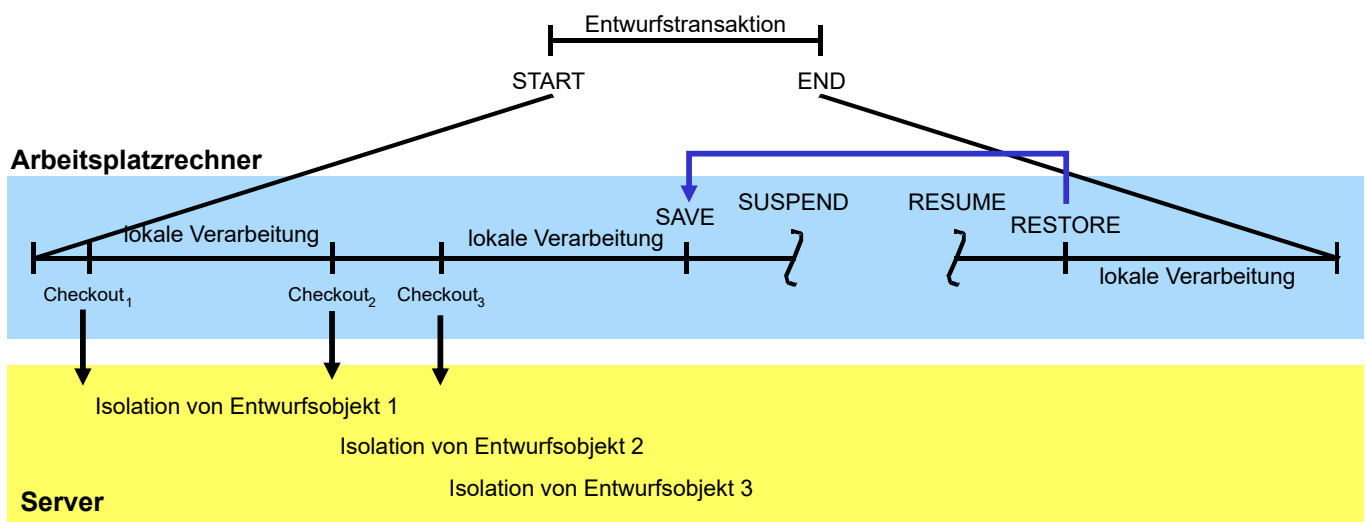 Entwurfstransaktion
START
END
Arbeitsplatzrechner
SAVE
SUSPEND
RESUME
RESTORE
lokale Verarbeitung
lokale Verarbeitung
lokale Verarbeitung
Checkout1
Checkout2
Checkout3
Isolation von Entwurfsobjekt 1
Isolation von Entwurfsobjekt 2
Isolation von Entwurfsobjekt 3
Server